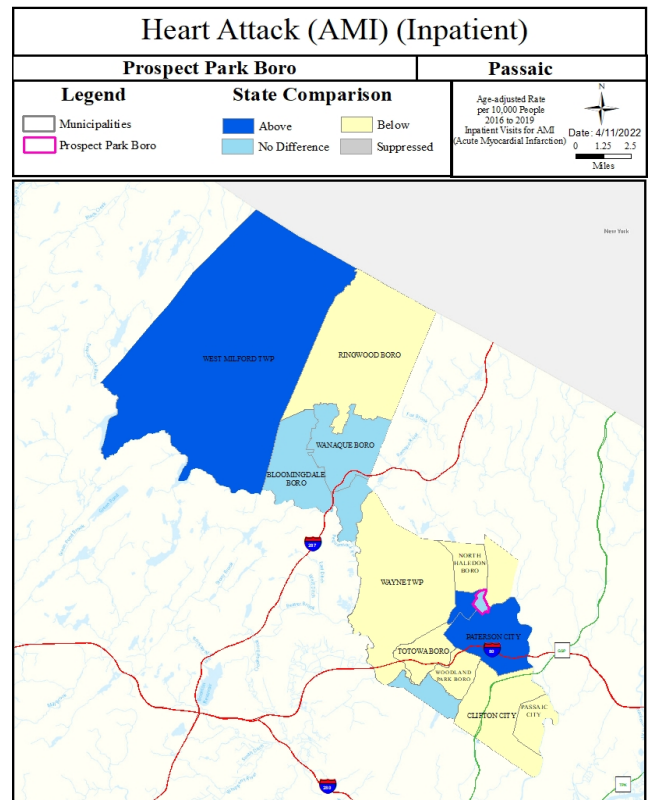 Heart Attack (AMI) (Inpatient)
Prospect Park Boro
Passaic
Legend
Municipalities
Prospect Park Boro
State Comparison
Above
Below
No Difference
Suppressed
Age-adjusted Rate
per 10,000 People
2016 to 2019
Inpatient Visits for AMI
(Acute Myocardial Infarction)
N
Date: 4/11/2022
0 1.25 2.5
Miles
New York
WEST MILFORD TWP
RINGWOOD BORO
WANAQUE BORO
BLOOMINGDALE
BORO
287
WAYNE TWP
NORTH
HALEDON
BORO
PATERSON CITY
80
GSP
TOTOWA BORO
WOODLAND
PARK BORO
CLIFTON CITY
PASSAIC
CITY